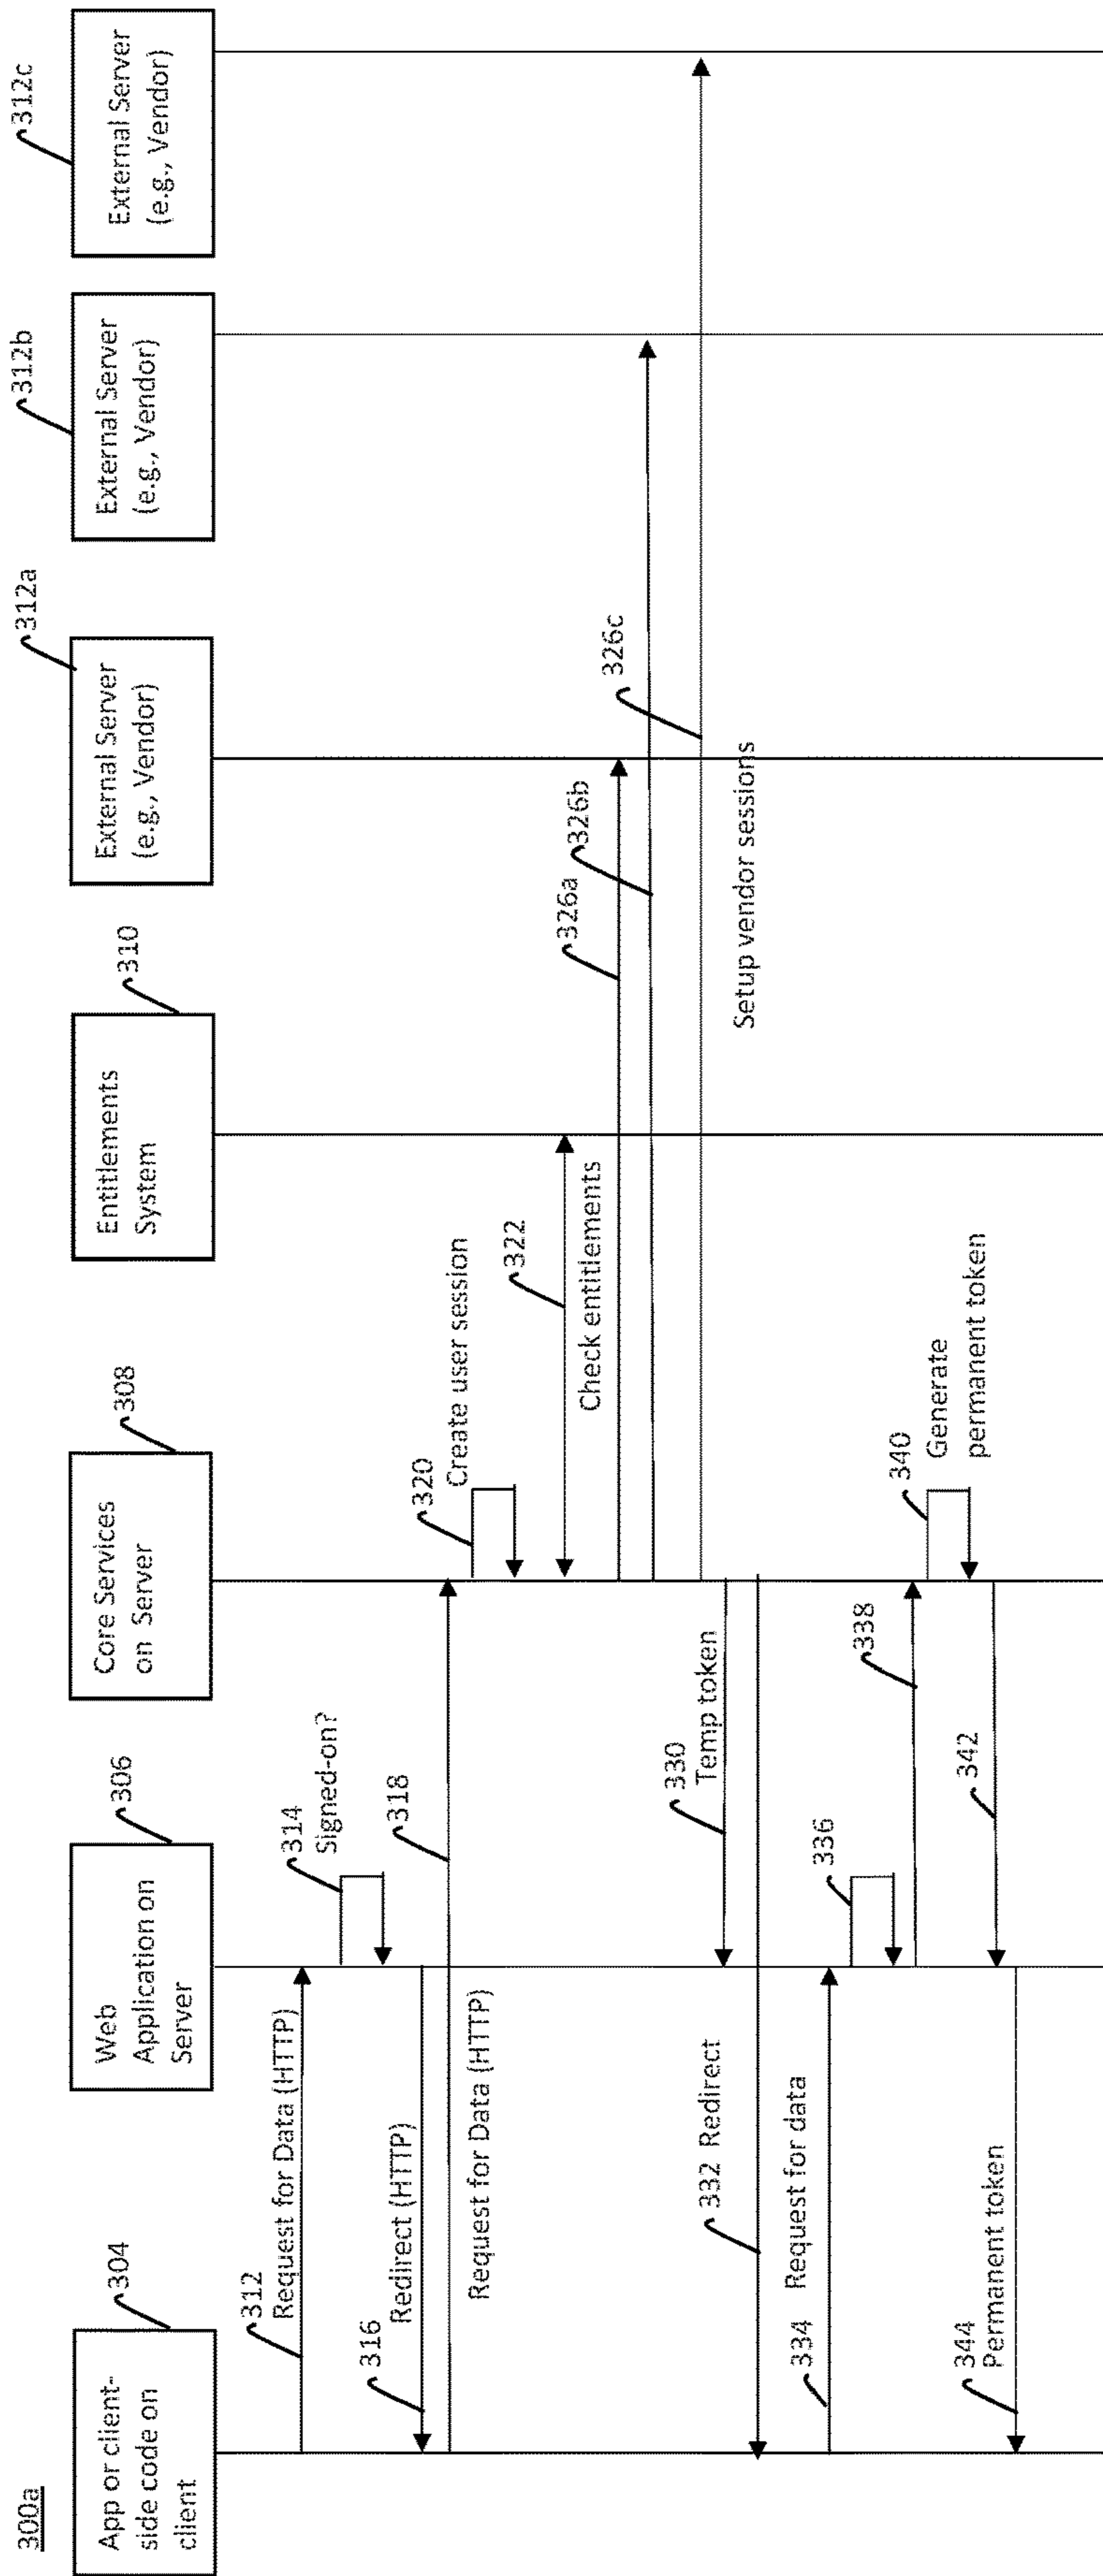 300a
App or client-
side code on
client
304
Web
Application on
Server
306
Core Services
on Server
308
Entitlements
System
310
External Server
(e.g., Vendor)
312a
External Server
(e.g., Vendor)
312b
External Server
(e.g., Vendor)
312c
312
Request for Data (HTTP)
314
Signed-on?
316
Redirect (HTTP)
318
Request for Data (HTTP)
320
Create user session
322
Check entitlements
326a
326b
326c
Setup vendor sessions
330
Temp token
332 Redirect
334
Request for data
336
338
340
Generate
permanent token
342
344
Permanent token